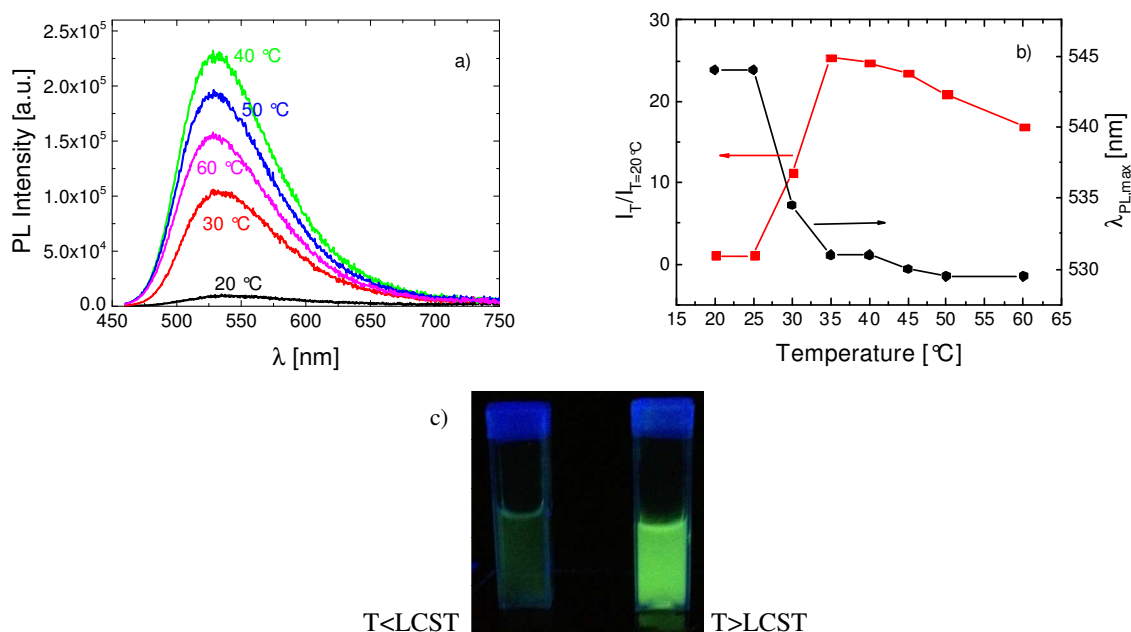 a)
PL Intensity [a.u.]
2.5x10⁵
2.0x10⁵
1.5x10⁵
1.0x10⁵
5.0x10⁴
0.0
40 °C
50 °C
60 °C
30 °C
20 °C
450 500 550 600 650 700 750
λ [nm]
b)
I_T/I_T=20°C
30
20
10
0
545
540
535
530
λ_PL,max [nm]
15 20 25 30 35 40 45 50 55 60 65
Temperature [°C]
c)
T<LCST
T>LCST